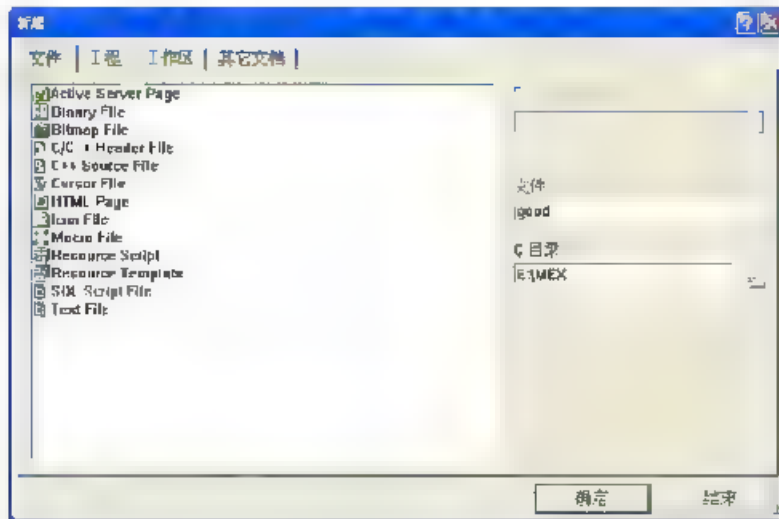 新建
文件 工程 工作区 其它文档
Active Server Page
Binary File
Bitmap File
C/C++ Header File
C++ Source File
Cursor File
HTML Page
Icon File
Macro File
Resource Script
Resource Template
SQL Script File
Text File
文件
good
C 目录
E:\MEX
确定 结束